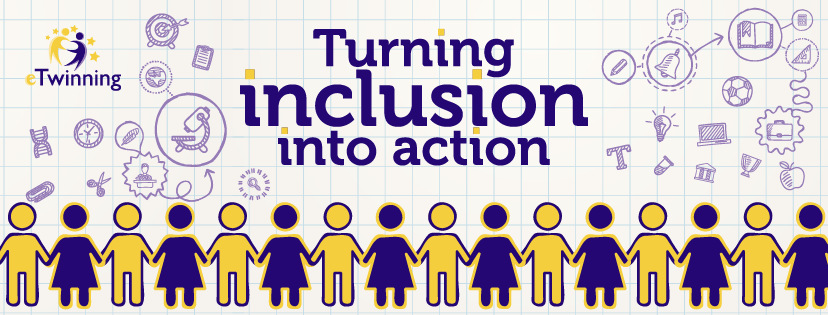 eTwinning
Turning
inclusion
into action
T